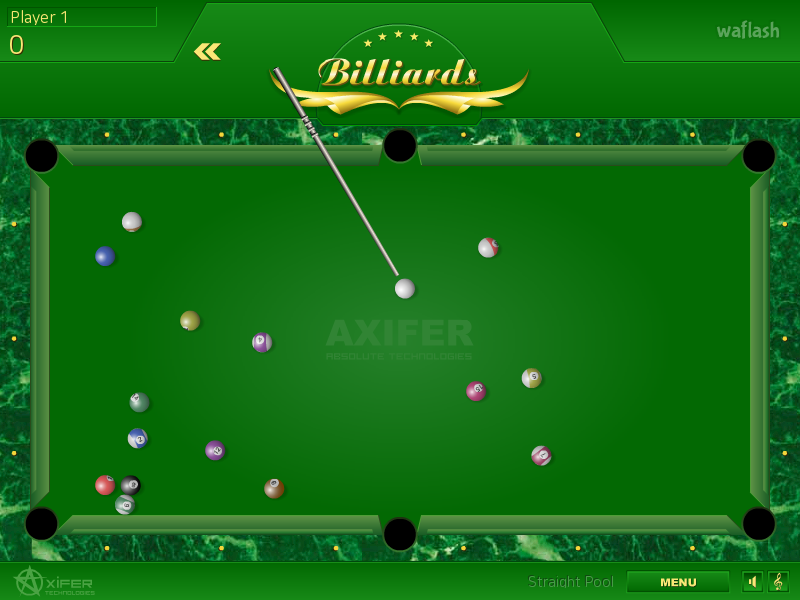 Player 1
0
waflash
Billiards
AXIFER
ABSOLUTE TECHNOLOGIES
XIFER
TECHNOLOGIES
Straight Pool
MENU